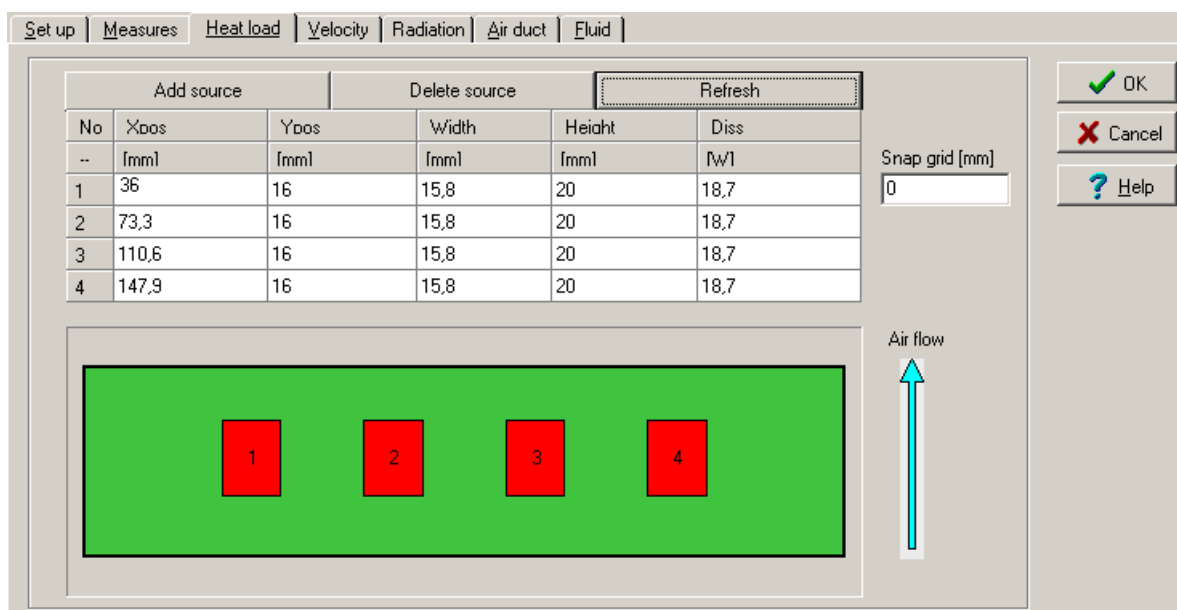 Set up Measures Heat load Velocity Radiation Air duct Fluid
Add source Delete source Refresh
OK
No Xpos Ypos Width Height Diss
Cancel
-- [mm] [mm] [mm] [mm] [W]
Snap grid [mm]
1 36 16 15,8 20 18,7
0
Help
2 73,3 16 15,8 20 18,7
3 110,6 16 15,8 20 18,7
4 147,9 16 15,8 20 18,7
Air flow
1 2 3 4